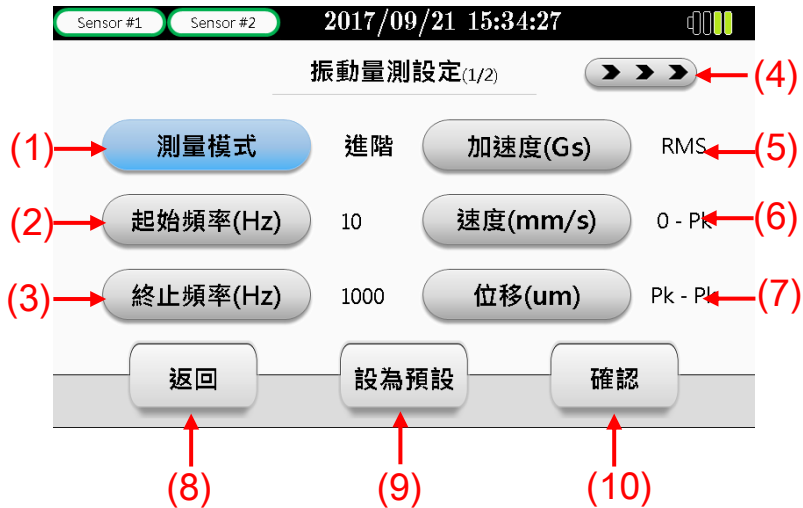 Sensor #1 Sensor #2 2017/09/21 15:34:27
振動量測設定(1/2) (4)
(1) 測量模式 進階 加速度(Gs) RMS (5)
(2) 起始頻率(Hz) 10 速度(mm/s) 0 - Pk (6)
(3) 終止頻率(Hz) 1000 位移(um) Pk - Pk (7)
返回 設為預設 確認
(8) (9) (10)